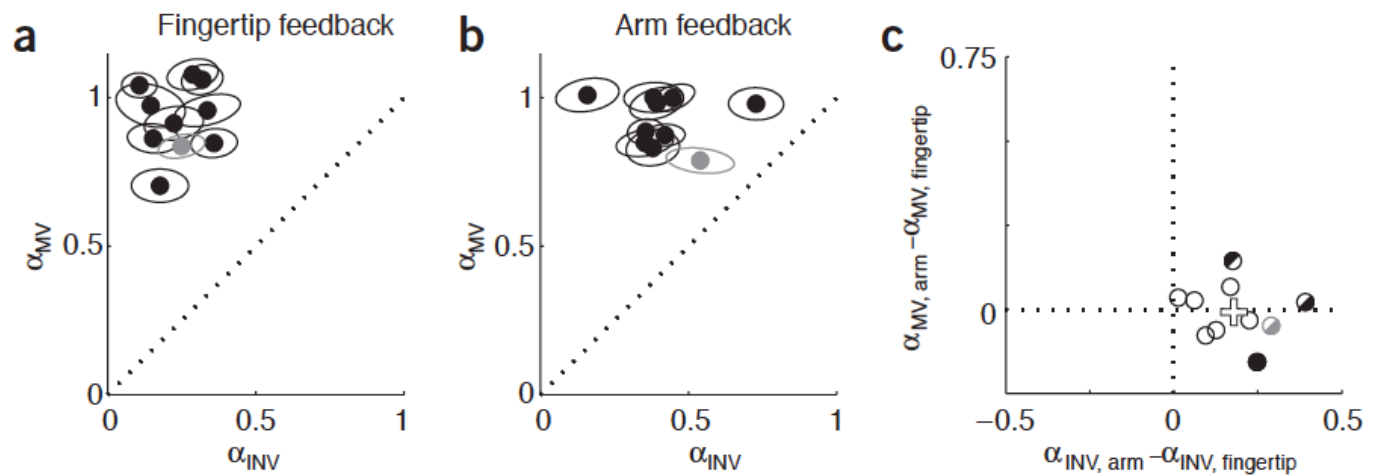 a Fingertip feedback
1
0.5
0
0 0.5 1
αMV
αINV
b Arm feedback
1
0.5
0
0 0.5 1
αMV
αINV
c
0.75
0
−0.5 0 0.5
αMV, arm −αMV, fingertip
αINV, arm −αINV, fingertip